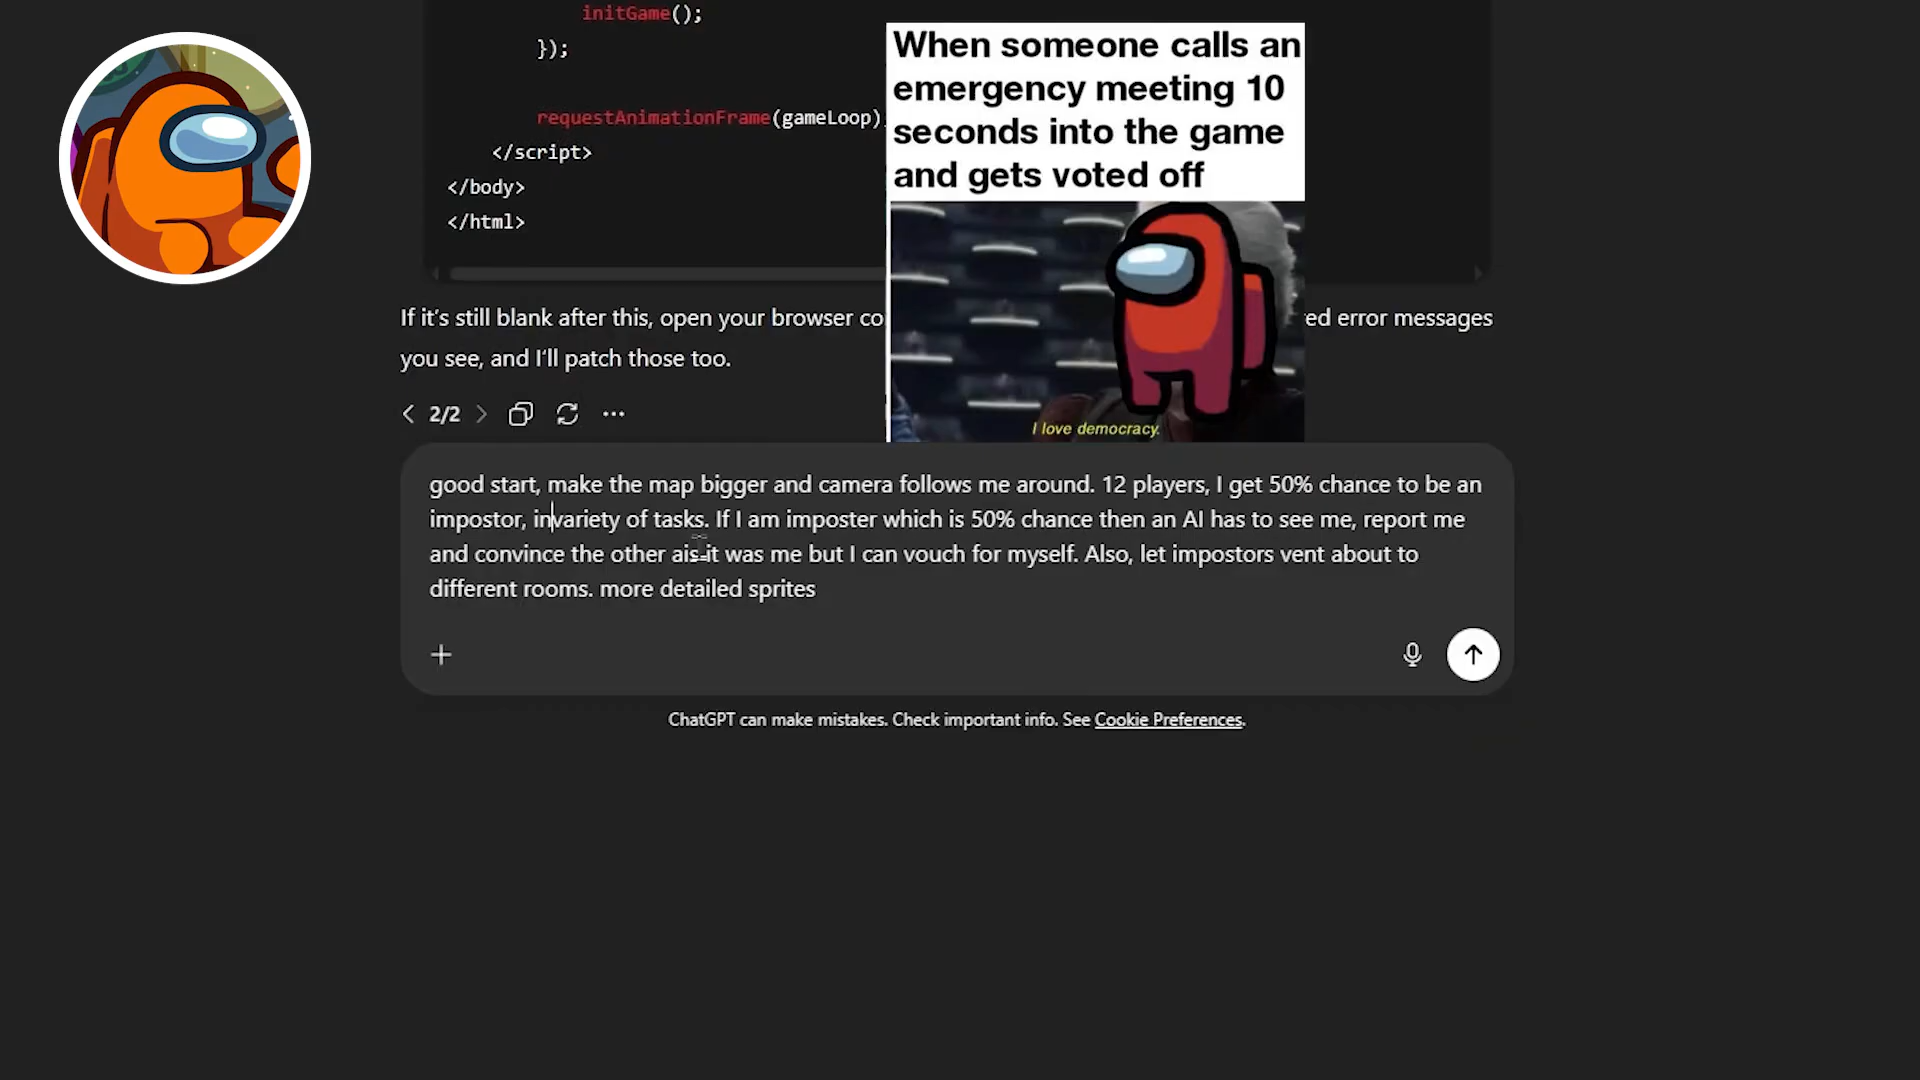 initGame();
});
requestAnimationFrame(gameLoop)
</script>
</body>
</html>
When someone calls an
emergency meeting 10
seconds into the game
and gets voted off
I love democracy.
If it's still blank after this, open your browser co
ed error messages
you see, and I'll patch those too.
2/2
good start, make the map bigger and camera follows me around. 12 players, I get 50% chance to be an
impostor, invariety of tasks. If I am imposter which is 50% chance then an AI has to see me, report me
and convince the other ais it was me but I can vouch for myself. Also, let impostors vent about to
different rooms. more detailed sprites
ChatGPT can make mistakes. Check important info. See Cookie Preferences.